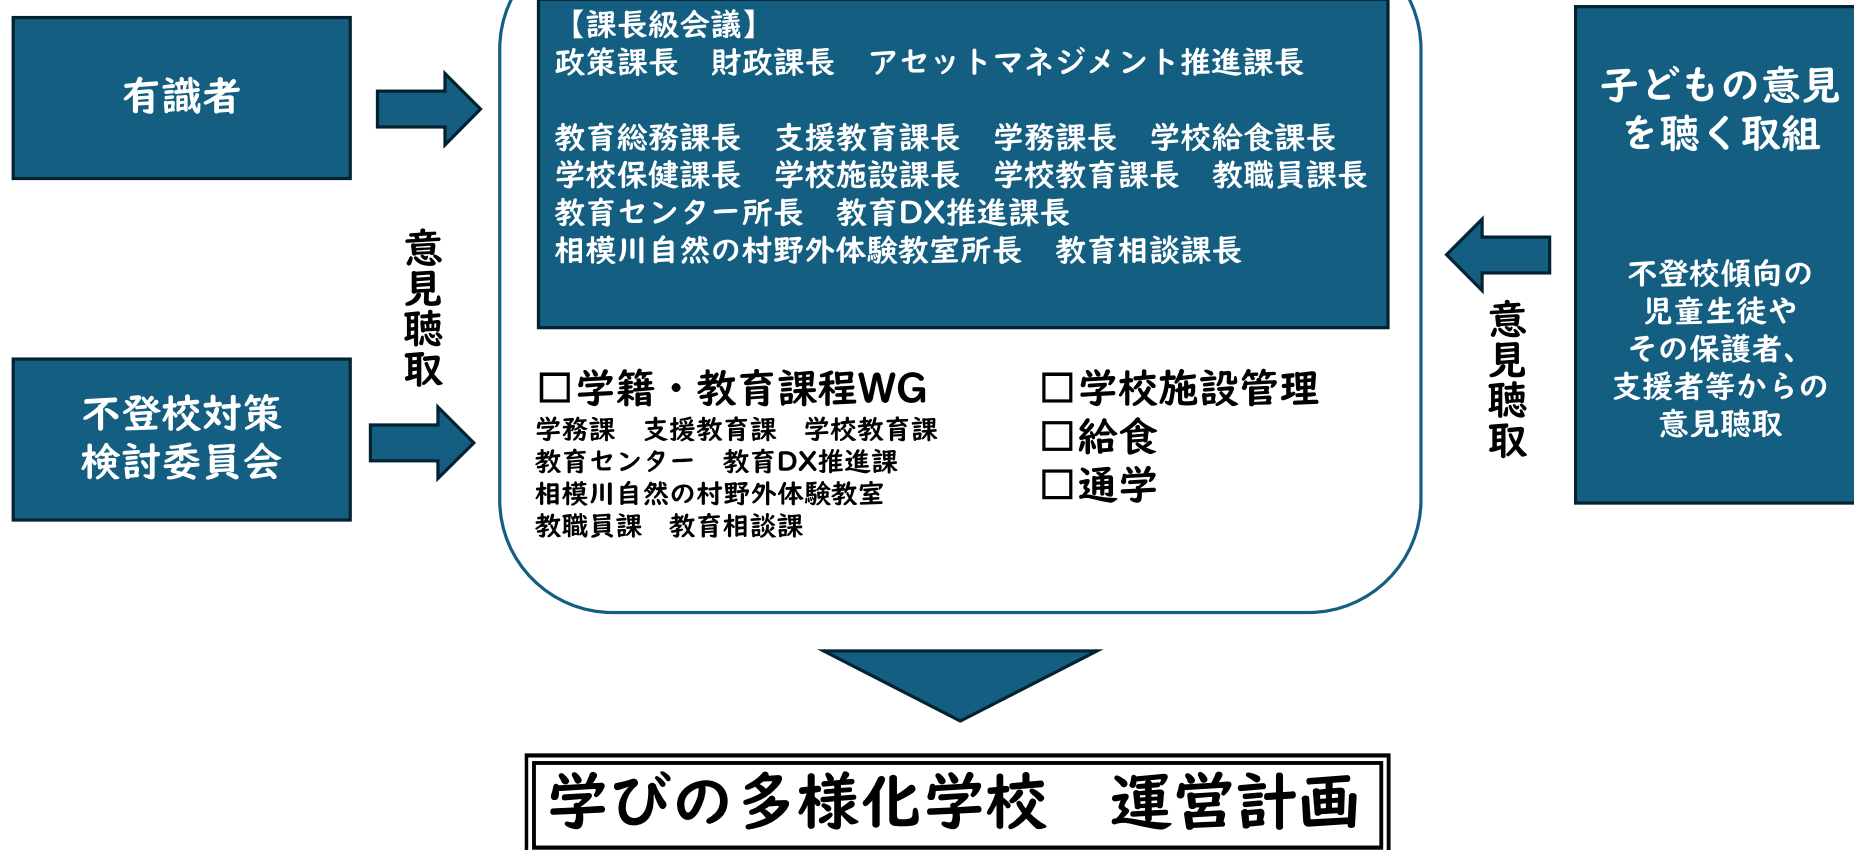 有識者
意見聴取
不登校対策
検討委員会
【課長級会議】
政策課長　財政課長　アセットマネジメント推進課長
教育総務課長　支援教育課長　学務課長　学校給食課長
学校保健課長　学校施設課長　学校教育課長　教職員課長
教育センター所長　教育DX推進課長
相模川自然の村野外体験教室所長　教育相談課長
□学籍・教育課程WG
学務課　支援教育課　学校教育課
教育センター　教育DX推進課
相模川自然の村野外体験教室
教職員課　教育相談課
□学校施設管理
□給食
□通学
意見聴取
子どもの意見
を聴く取組
不登校傾向の
児童生徒や
その保護者、
支援者等からの
意見聴取
学びの多様化学校　運営計画